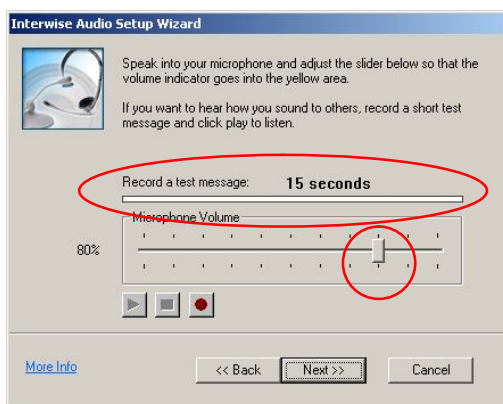 Interwise Audio Setup Wizard
Speak into your microphone and adjust the slider below so that the
volume indicator goes into the yellow area.
If you want to hear how you sound to others, record a short test
message and click play to listen.
Record a test message: 15 seconds
Microphone Volume
80%
More Info
<< Back
Next >>
Cancel